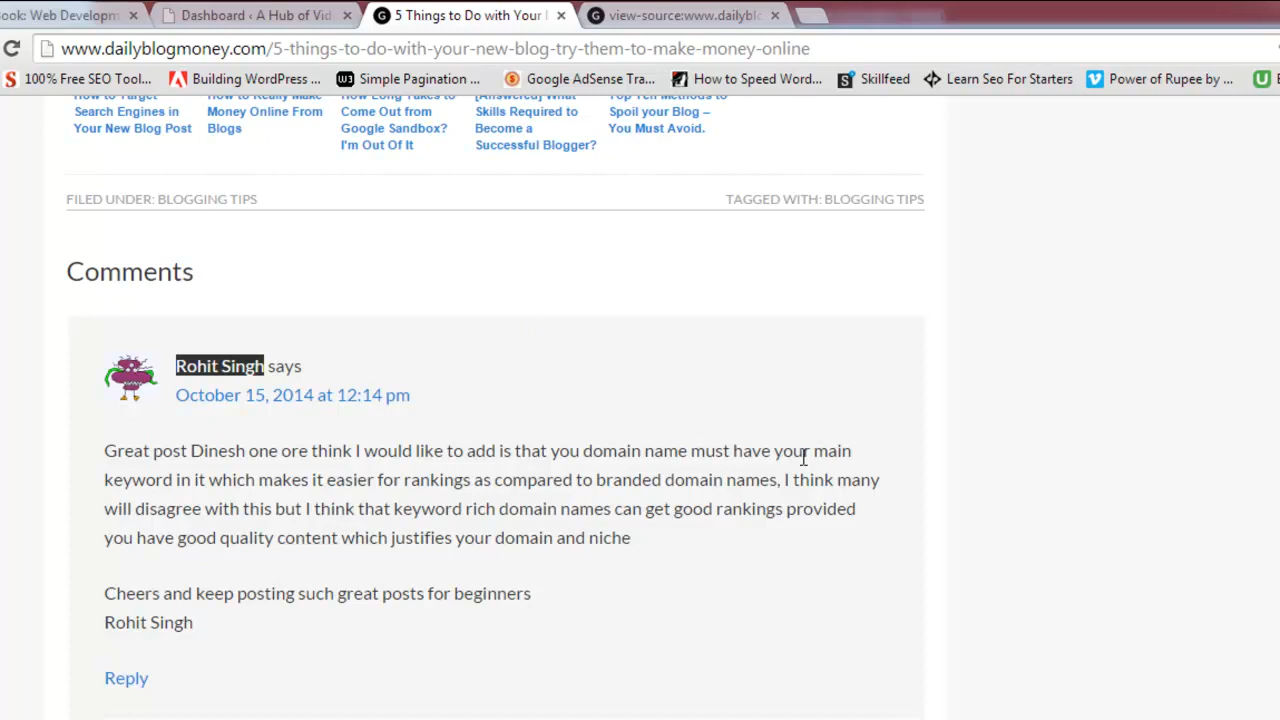 ook: Web Developm
Dashboard ‹ A Hub of Vid
5 Things to Do with Your
view-source:www.dailyblo
www.dailyblogmoney.com/5-things-to-do-with-your-new-blog-try-them-to-make-money-online
100% Free SEO Tool...
Building WordPress ...
Simple Pagination ...
Google AdSense Tra...
How to Speed Word...
Skillfeed
Learn Seo For Starters
Power of Rupee by ...
How to Target
Search Engines in
Your New Blog Post
How to Really Make
Money Online From
Blogs
How Long Takes to
Come Out from
Google Sandbox?
I'm Out Of It
[Answered] What
Skills Required to
Become a
Successful Blogger?
Top Ten Methods to
Spoil your Blog –
You Must Avoid.
FILED UNDER: BLOGGING TIPS
TAGGED WITH: BLOGGING TIPS
Comments
Rohit Singh says
October 15, 2014 at 12:14 pm
Great post Dinesh one ore think I would like to add is that you domain name must have your main
keyword in it which makes it easier for rankings as compared to branded domain names, I think many
will disagree with this but I think that keyword rich domain names can get good rankings provided
you have good quality content which justifies your domain and niche
Cheers and keep posting such great posts for beginners
Rohit Singh
Reply